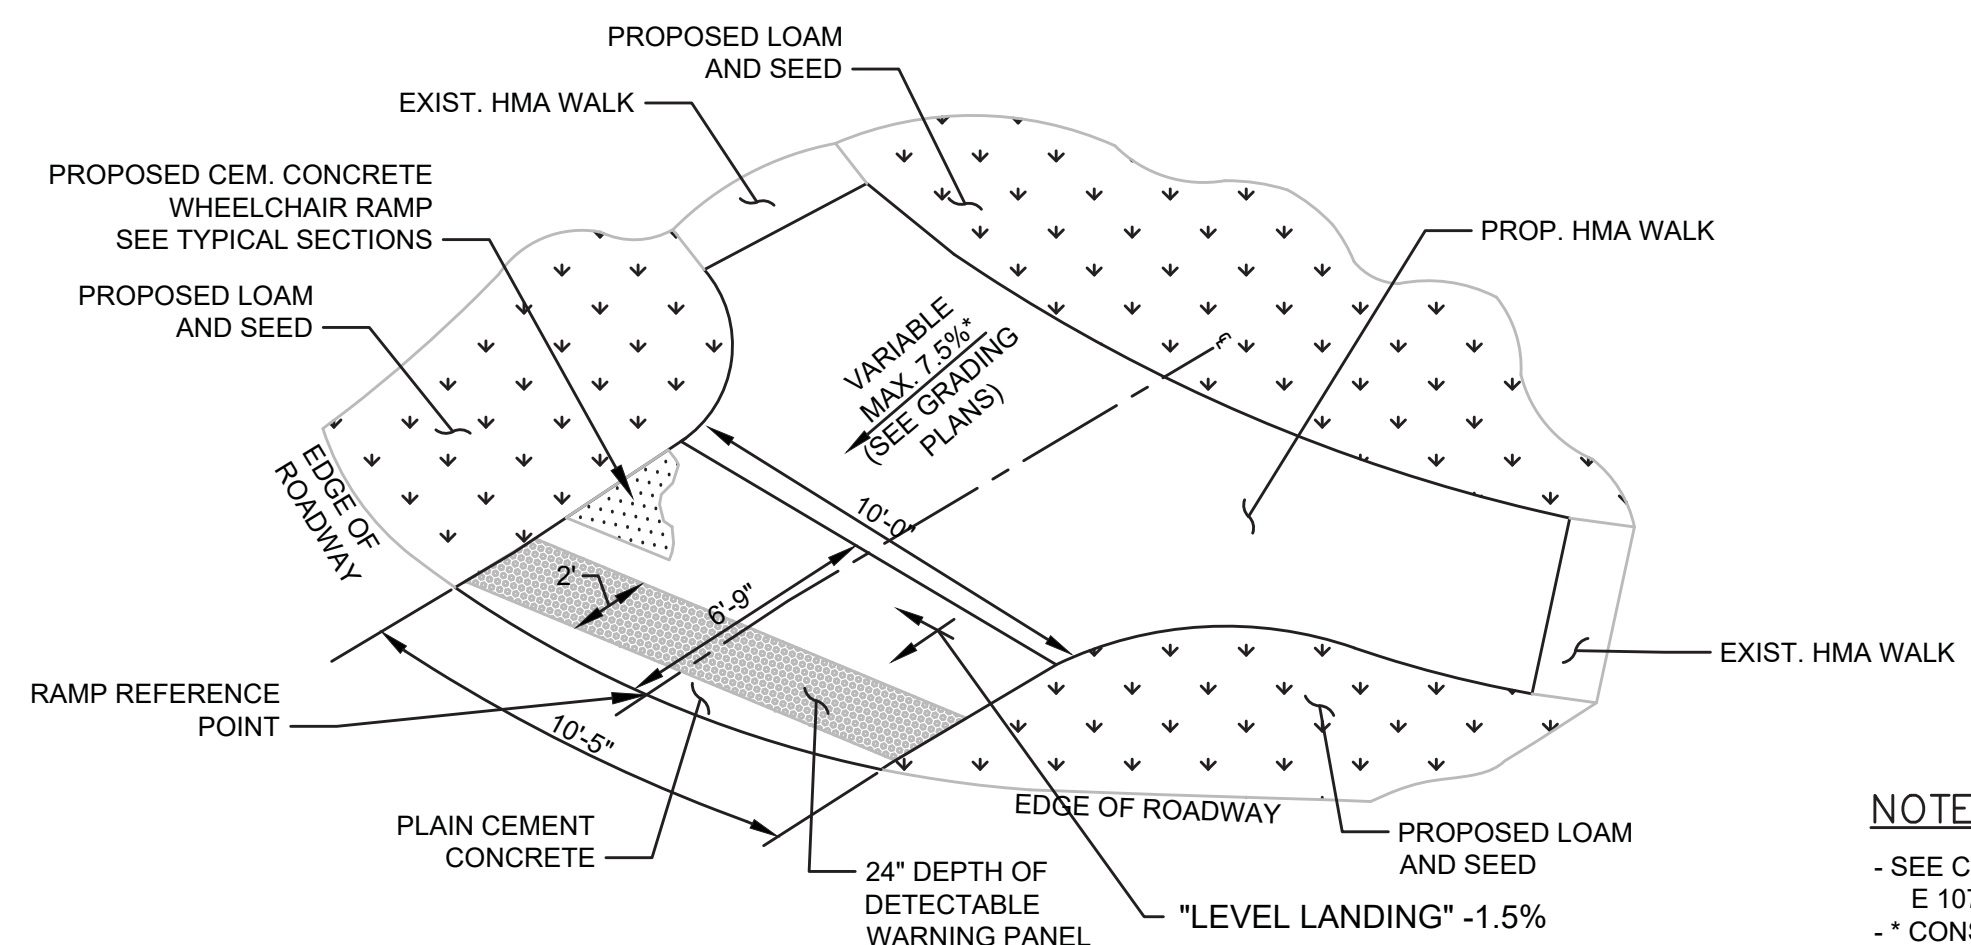 PROPOSED LOAM
AND SEED
EXIST. HMA WALK
PROPOSED CEM. CONCRETE
WHEELCHAIR RAMP
SEE TYPICAL SECTIONS
PROPOSED LOAM
AND SEED
PROP. HMA WALK
VARIABLE
MAX. 7.5%*
(SEE GRADING
PLANS)
EDGE OF
ROADWAY
10'-0"
2'
6'-9"
EXIST. HMA WALK
RAMP REFERENCE
POINT
10'-5"
PLAIN CEMENT
CONCRETE
EDGE OF ROADWAY
PROPOSED LOAM
AND SEED
24" DEPTH OF
DETECTABLE
WARNING PANEL
"LEVEL LANDING" -1.5%
NOTE
- SEE C
E 107
- * CONS